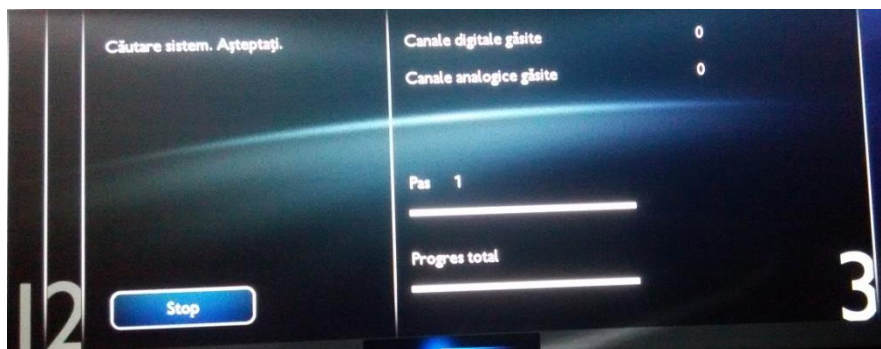 Căutare sistem. Aşteptaţi.
Canale digitale găsite 0
Canale analogice găsite 0
Pas 1
Progres total
Stop
12
3